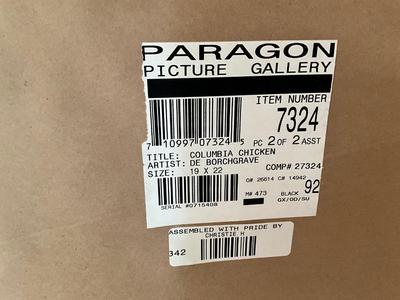 PARAGON
PICTURE GALLERY
ITEM NUMBER
7324
7 10997 07324 5 PC 2 OF 2 ASST
TITLE: COLUMBIA CHICKEN
ARTIST: DE BORCHGRAVE
COMP# 27324
SIZE: 19 X 22
O# 26614 C# 14942
M# 473 BLACK 92
GX/OD/SU
SERIAL #0715408
ASSEMBLED WITH PRIDE BY
CHRISTIE H
342